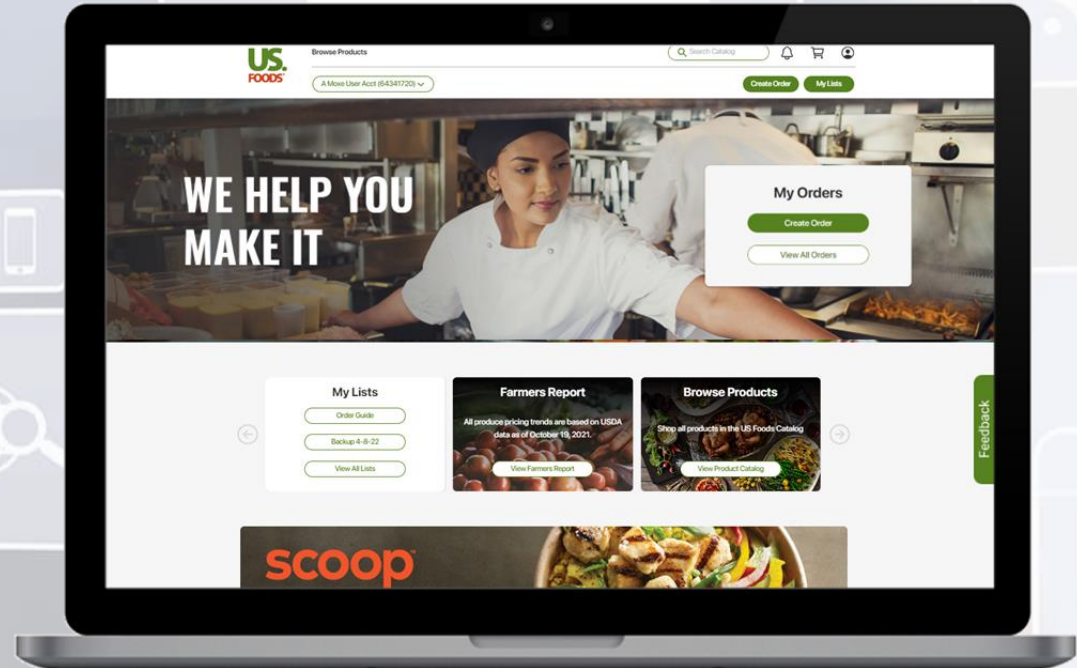 US.
FOODS
Browse Products
Search Catalog
A Moxe User Acct (64341720)
Create Order
My Lists
WE HELP YOU
MAKE IT
My Orders
Create Order
View All Orders
My Lists
Order Guide
Backup 4-8-22
View All Lists
Farmers Report
All produce pricing trends are based on USDA
data as of October 19, 2021.
View Farmers Report
Browse Products
Shop all products in the US Foods Catalog
View Product Catalog
Feedback
scoop